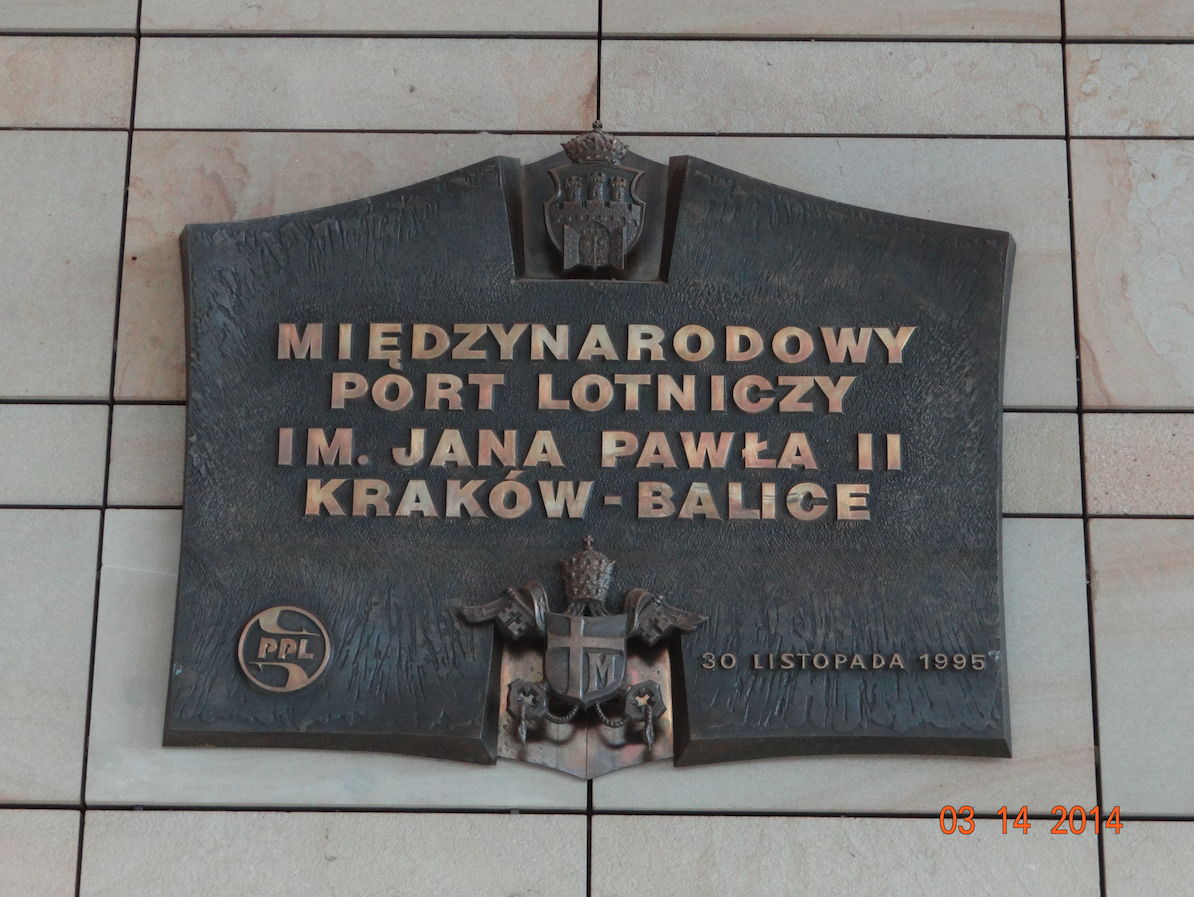 MIĘDZYNARODOWY
PORT LOTNICZY
IM. JANA PAWŁA II
KRAKÓW - BALICE
PPL
M
30 LISTOPADA 1995
03 14 2014